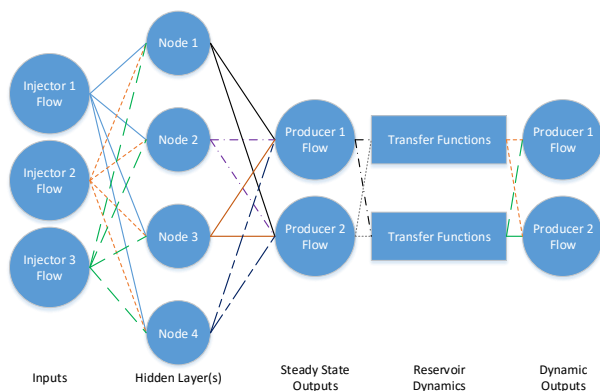 Node 1
Injector 1
Flow
Node 2
Producer 1
Flow
Transfer Functions
Producer 1
Flow
Injector 2
Flow
Node 3
Producer 2
Flow
Transfer Functions
Producer 2
Flow
Injector 3
Flow
Node 4
Inputs
Hidden Layer(s)
Steady State
Outputs
Reservoir
Dynamics
Dynamic
Outputs